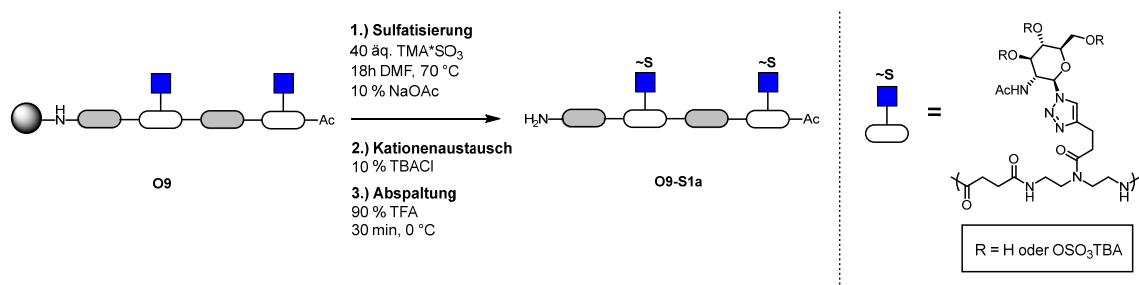 1.) Sulfatisierung
40 äq. TMA*SO3
18h DMF, 70 °C
10 % NaOAc
2.) Kationenaustausch
10 % TBACl
3.) Abspaltung
90 % TFA
30 min, 0 °C
H
N
Ac
O9
~S
~S
H2N
Ac
O9-S1a
~S
=
RO
OR
RO
O
AcHN
N
N
N
O
O
N
H
N
N
H
O
R = H oder OSO3TBA